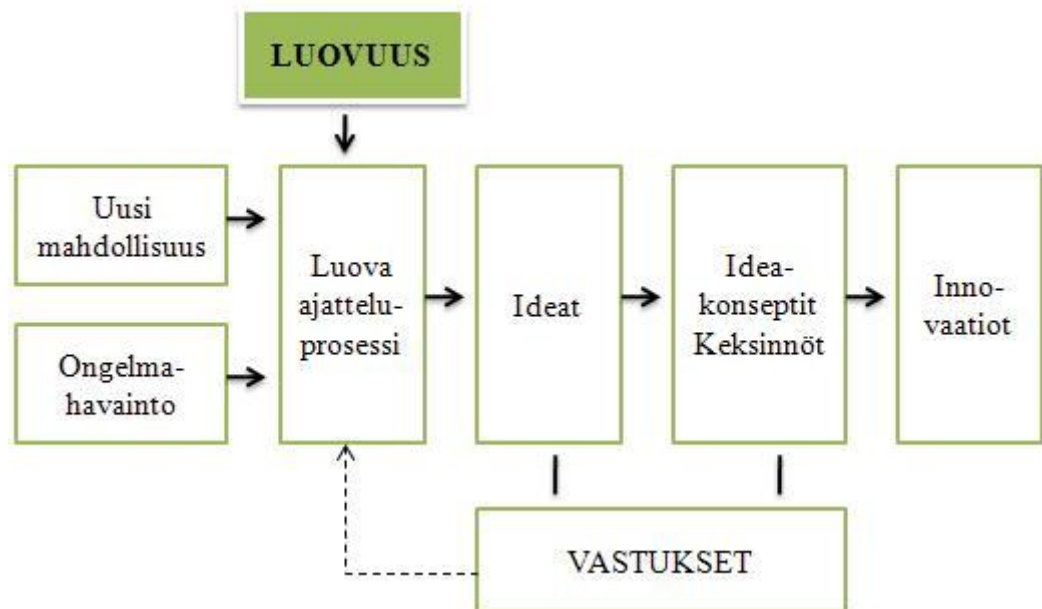 LUOVUUS
Uusi
mahdollisuus
Ongelma-
havainto
Luova
ajattelu-
prosessi
Ideat
Idea-
konseptit
Keksinnöt
Inno-
vaatiot
VASTUKSET